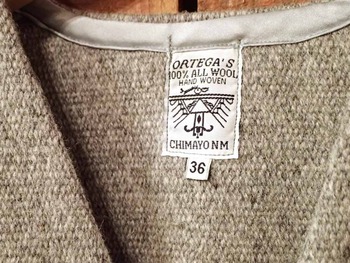 ORTEGA'S
100% ALL WOOL
HAND WOVEN
CHIMAYO NM
36